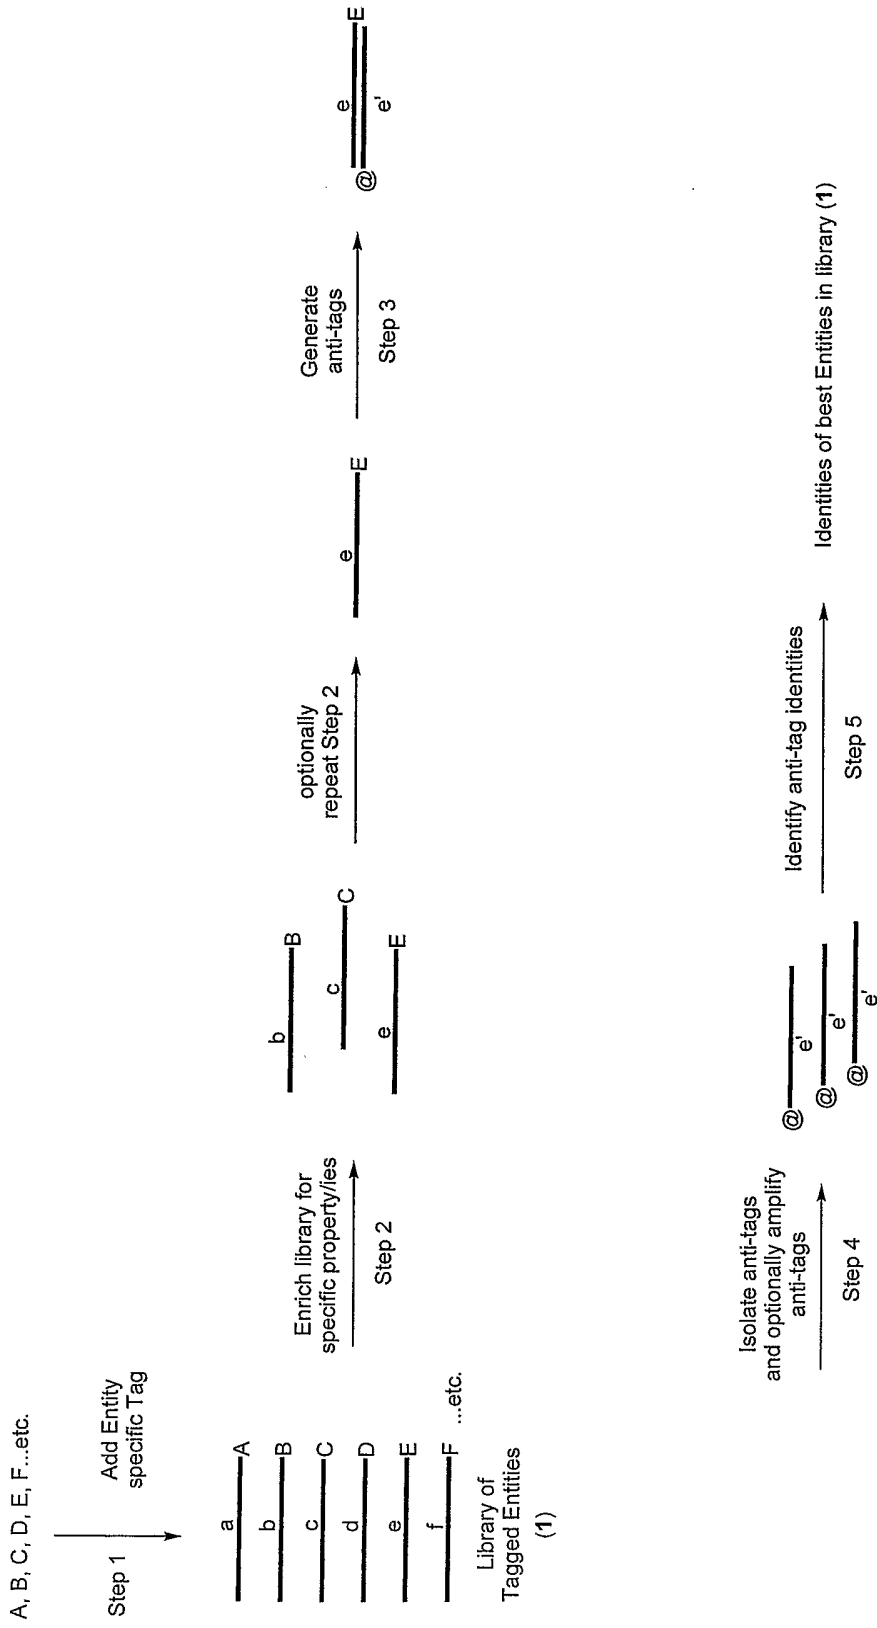 A, B, C, D, E, F...etc.
Step 1
Add Entity
specific Tag
a
A
b
B
c
C
d
D
e
E
f
F ...etc.
Library of
Tagged Entities
(1)
Enrich library for
specific property/ies
Step 2
b
B
c
C
e
E
optionally
repeat Step 2
e
E
Generate
anti-tags
Step 3
e
E
@
e'
Isolate anti-tags
and optionally amplify
anti-tags
Step 4
@
e'
@
e'
@
e'
Identify anti-tag identities
Step 5
Identities of best Entities in library (1)